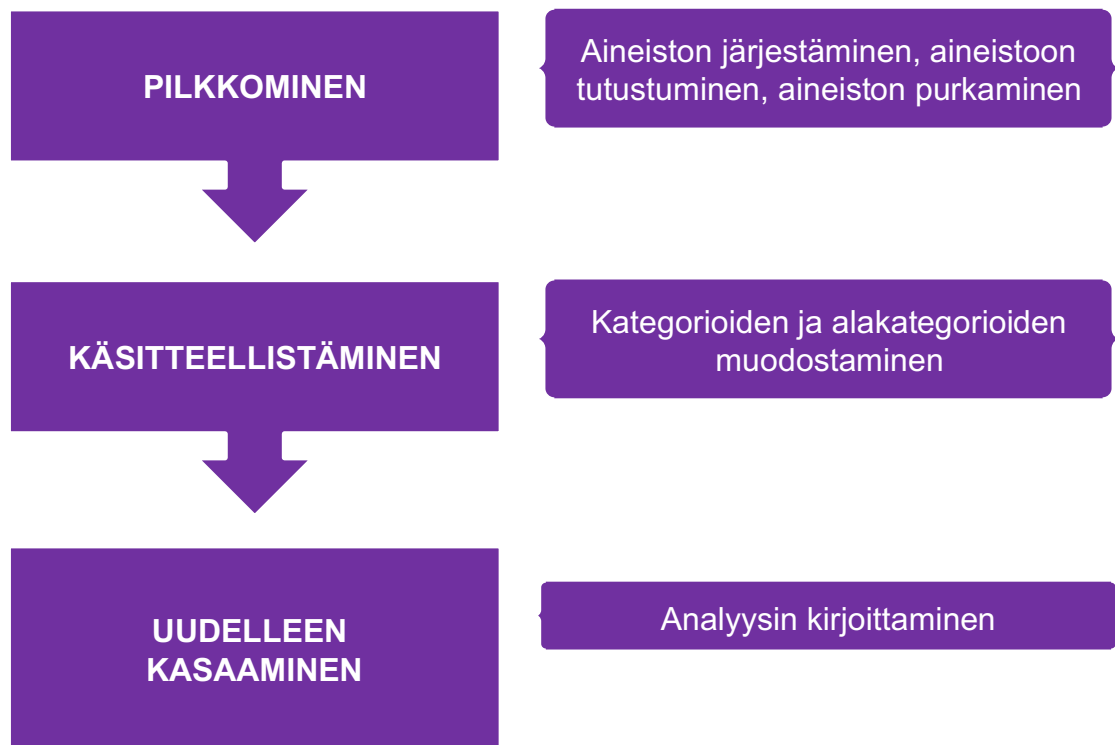 PILKKOMINEN
Aineiston järjestäminen, aineistoon
tutustuminen, aineiston purkaminen
KÄSITTEELLISTÄMINEN
Kategorioiden ja alakategorioiden
muodostaminen
UUDELLEEN
KASAAMINEN
Analyysin kirjoittaminen